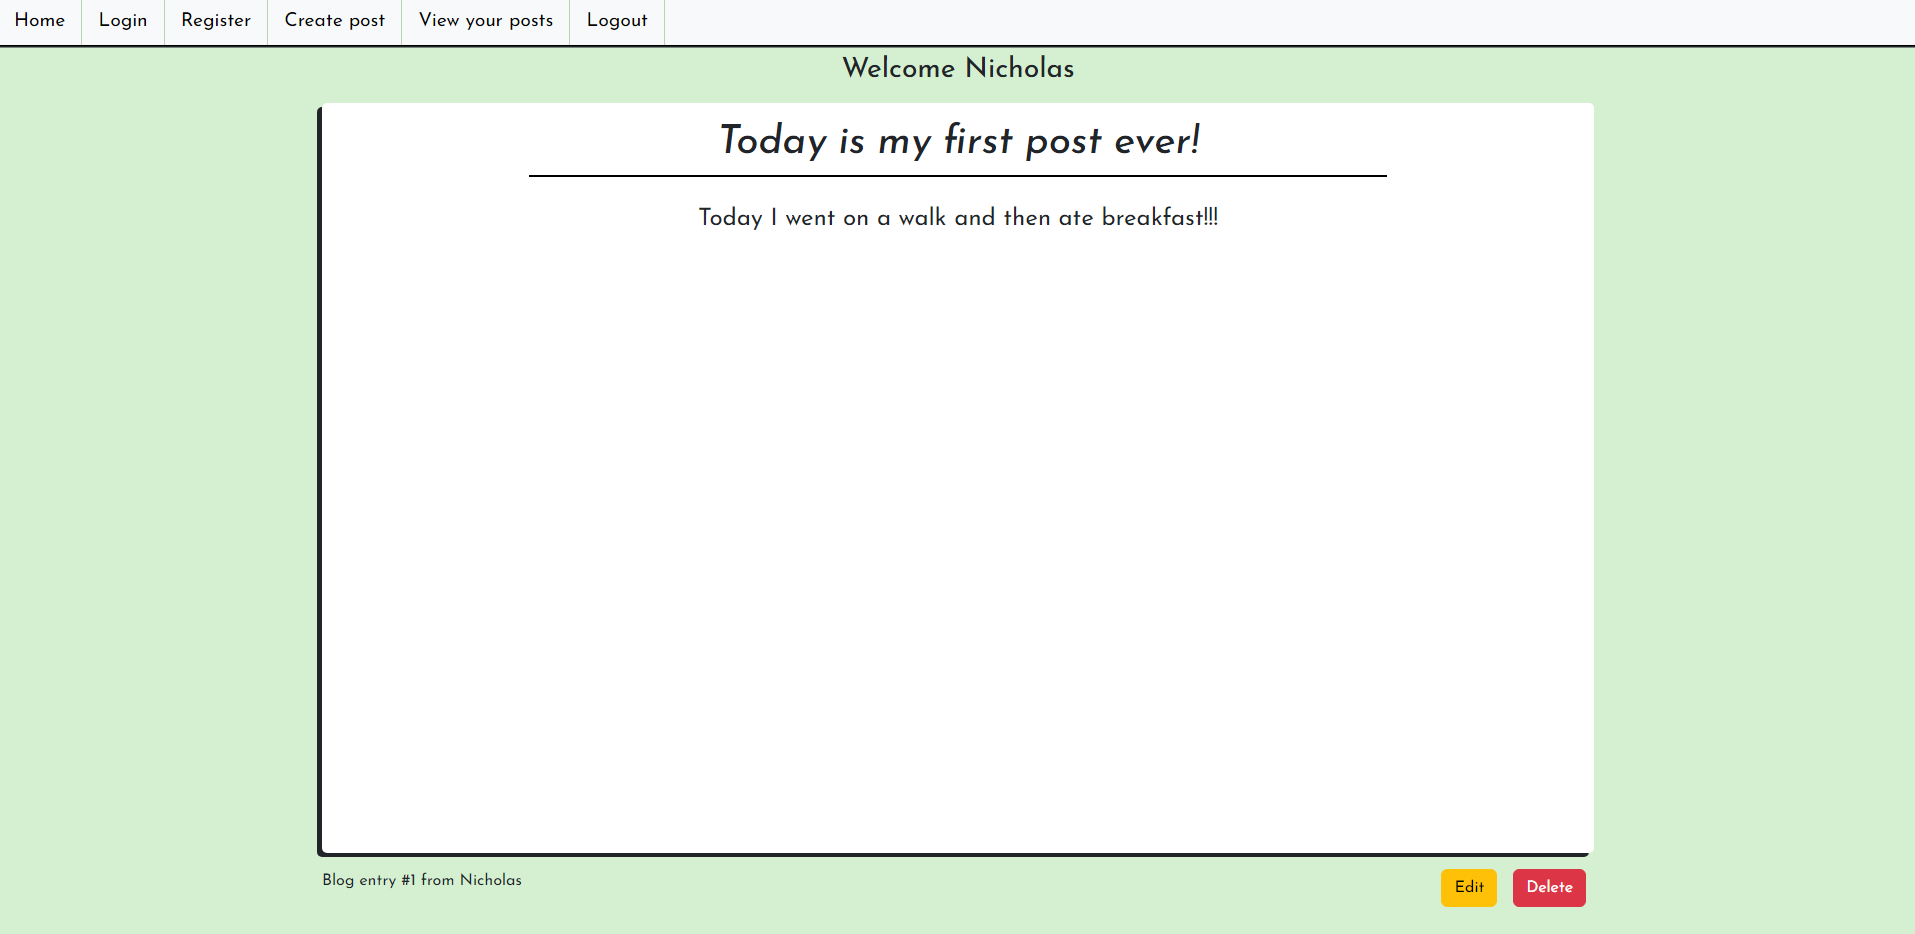 Home Login Register Create post View your posts Logout
Welcome Nicholas
Today is my first post ever!
Today I went on a walk and then ate breakfast!!!
Blog entry #1 from Nicholas
Edit Delete